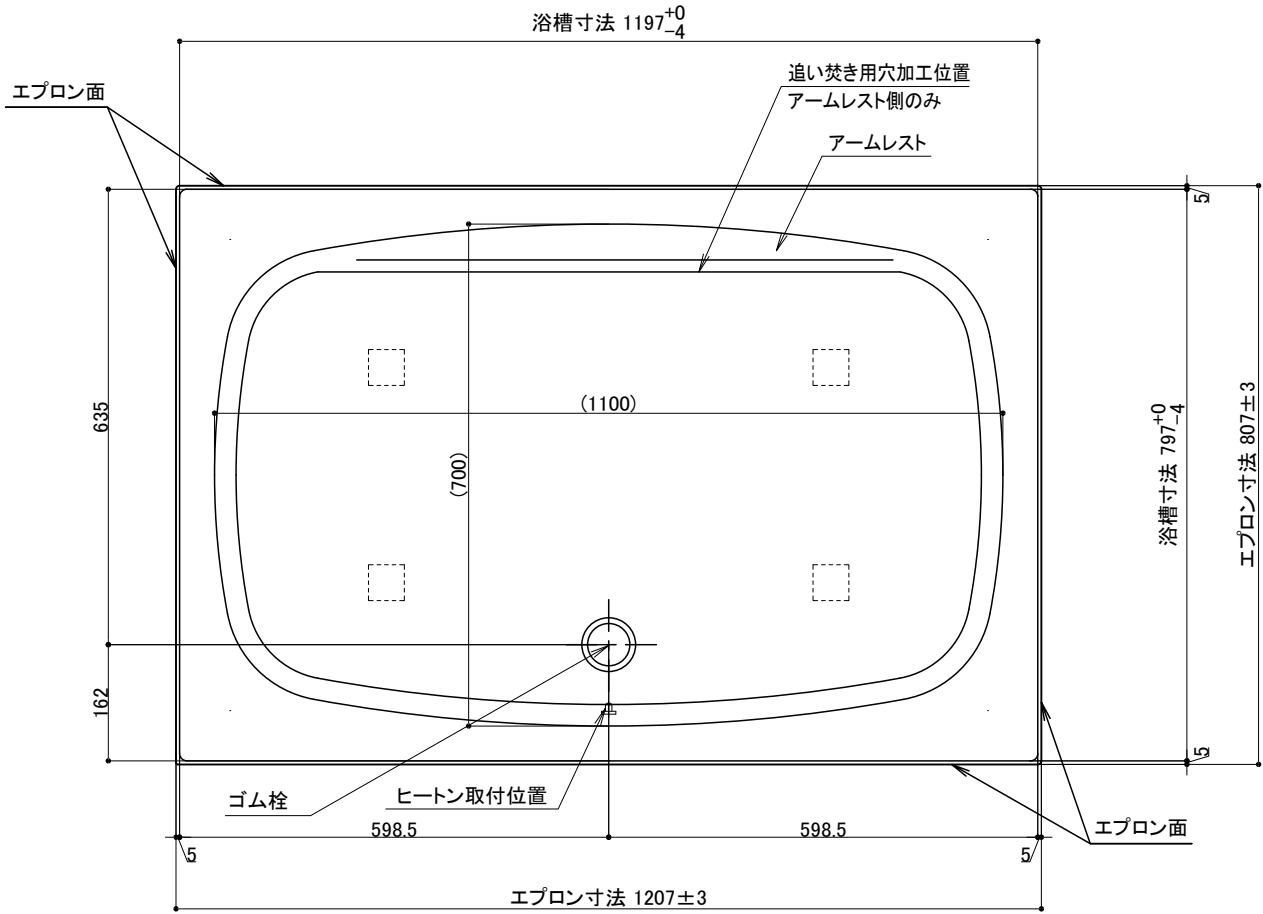 浴槽寸法 1197+0-4
エプロン面
追い焚き用穴加工位置
アームレスト側のみ
アームレスト
5
635
(1100)
(700)
浴槽寸法 797+0-4
エプロン寸法 807±3
162
5
ゴム栓
ヒートン取付位置
エプロン面
598.5
598.5
5
5
エプロン寸法 1207±3